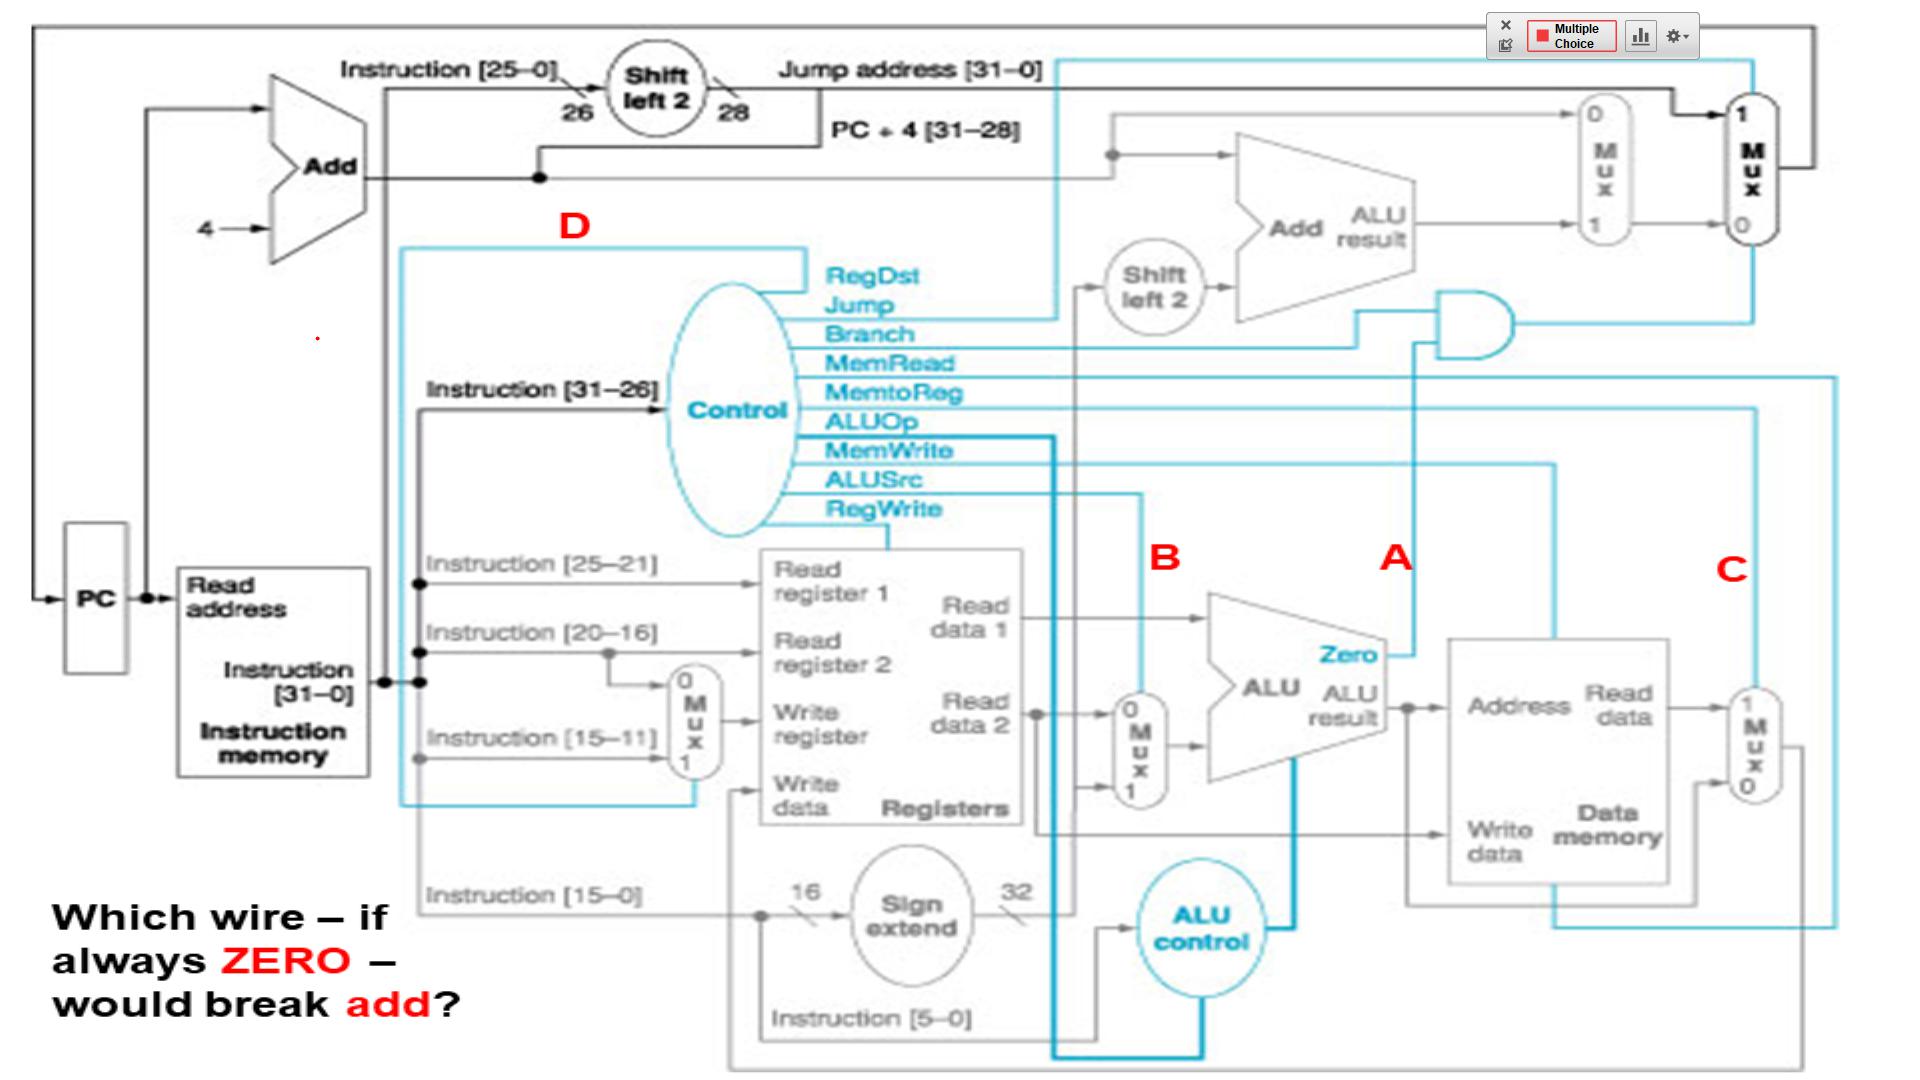 Multiple
Choice
Instruction [25–0]
Shift
left 2
Jump address [31–0]
26
28
PC + 4 [31–28]
Add
4
0
M
u
x
1
1
M
u
x
0
Add
ALU
result
Shift
left 2
D
RegDst
Jump
Branch
MemRead
MemtoReg
ALUOp
MemWrite
ALUSrc
RegWrite
Control
Instruction [31–26]
B
A
C
PC
Read
address
Instruction
[31–0]
Instruction
memory
Instruction [25–21]
Instruction [20–16]
Instruction [15–11]
0
M
u
x
1
Read
register 1
Read
register 2
Write
register
Write
data
Read
data 1
Read
data 2
Registers
0
M
u
x
1
Zero
ALU
ALU
result
Address
Read
data
Write
data
Data
memory
1
M
u
x
0
Instruction [15–0]
16
Sign
extend
32
ALU
control
Instruction [5–0]
Which wire – if
always ZERO –
would break add?